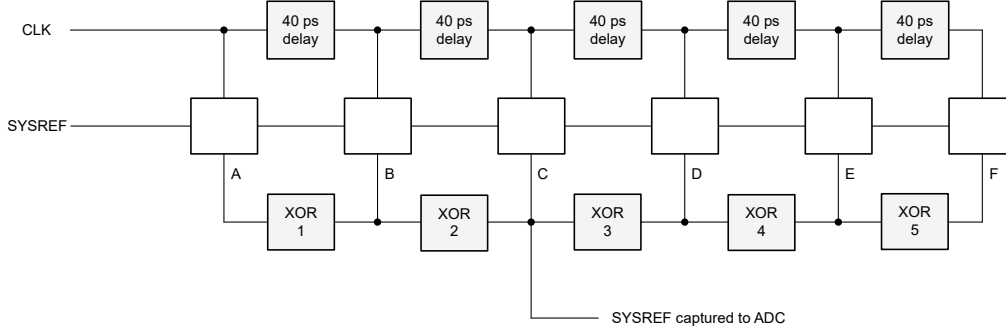 40 ps
delay
40 ps
delay
40 ps
delay
40 ps
delay
40 ps
delay
CLK
SYSREF
A
B
C
D
E
F
XOR
1
XOR
2
XOR
3
XOR
4
XOR
5
SYSREF captured to ADC